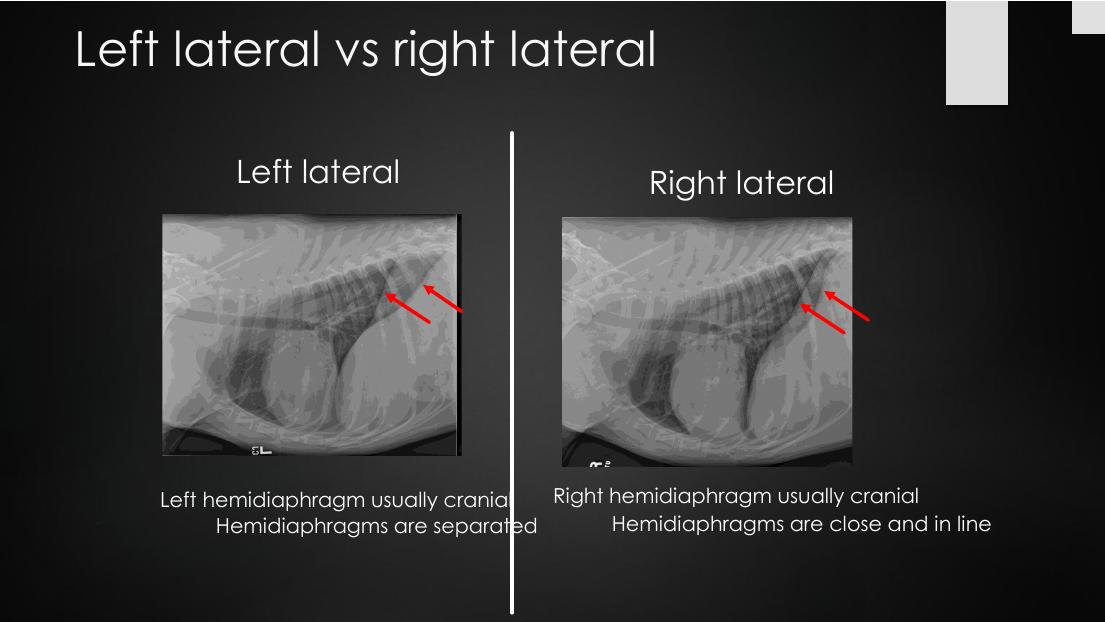 Left lateral vs right lateral
Left lateral
Right lateral
L
R
Left hemidiaphragm usually cranial
Hemidiaphragms are separated
Right hemidiaphragm usually cranial
Hemidiaphragms are close and in line